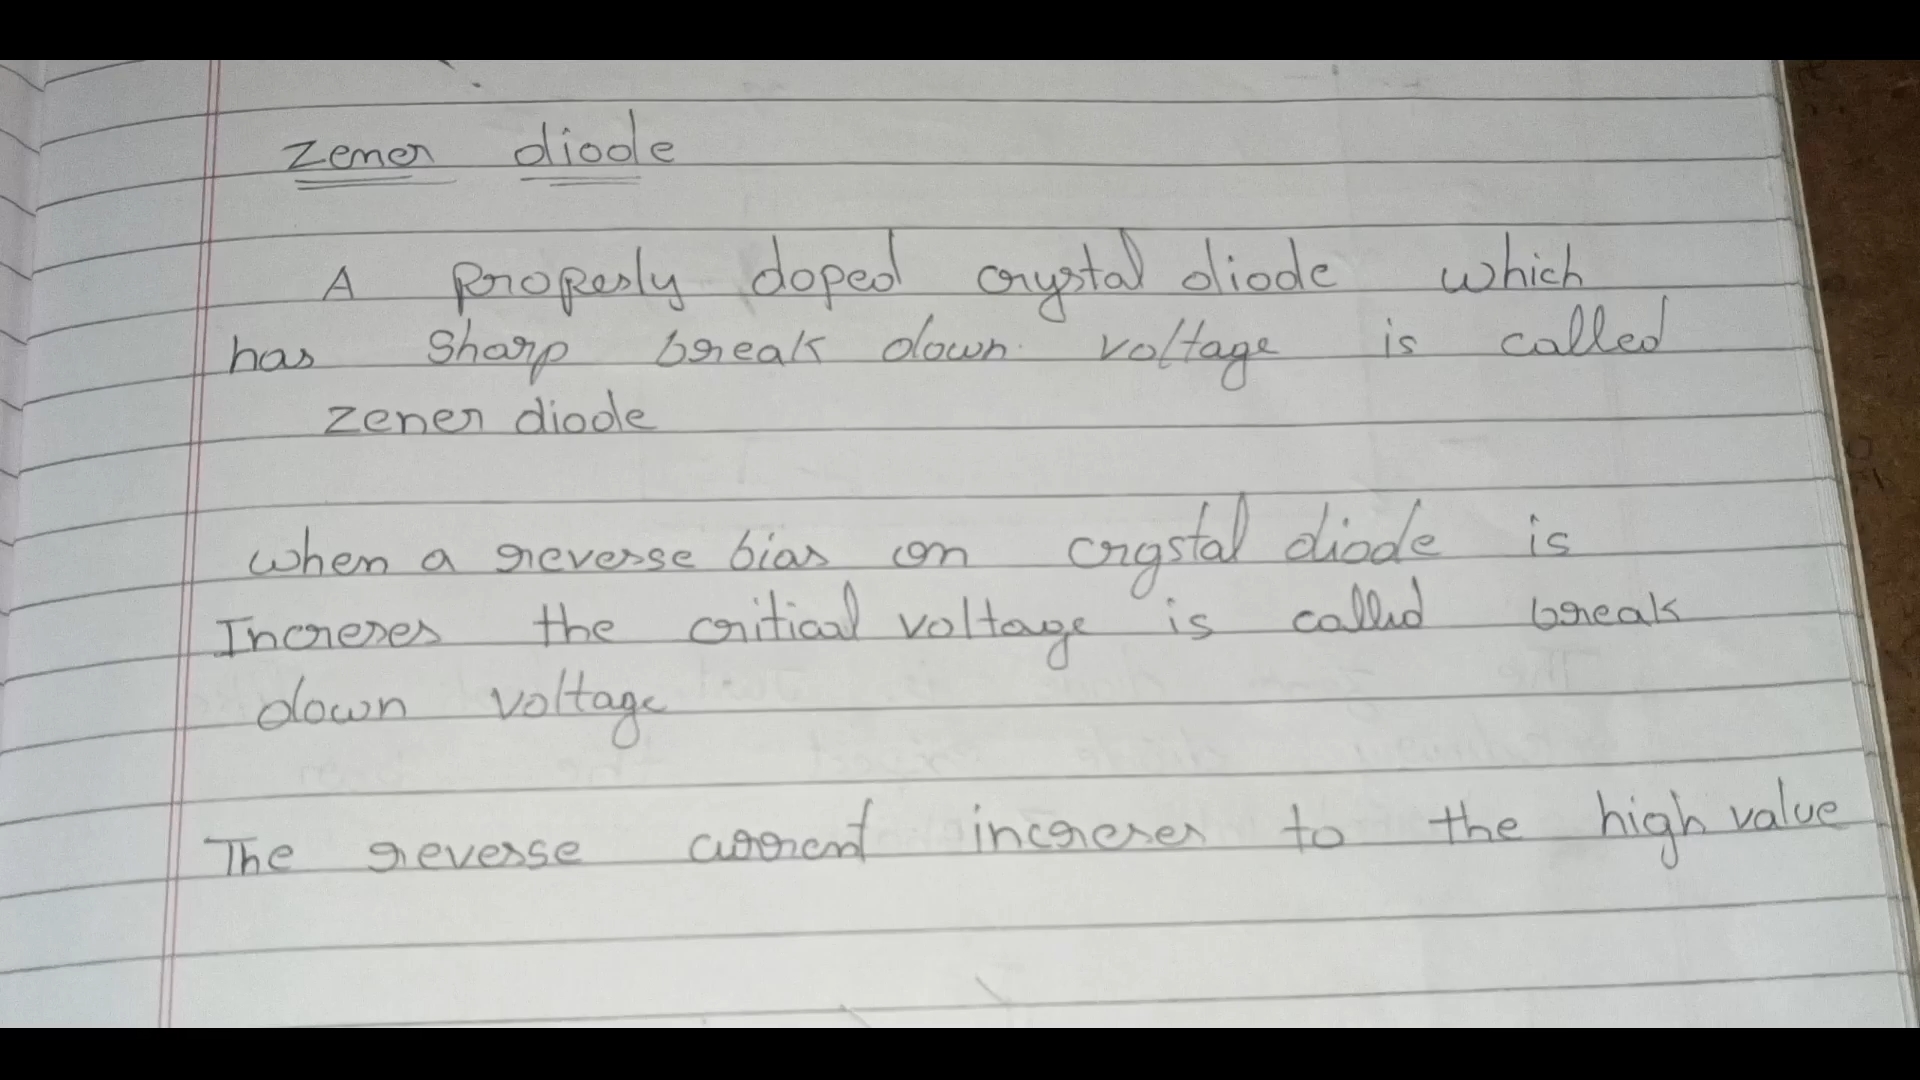 Zener diode
A properly doped crystal diode which
has sharp break down voltage is called
zener diode
when a reverse bias on crystal diode is
Increses the critical voltage is called break
down voltage
The reverse current increses to the high value